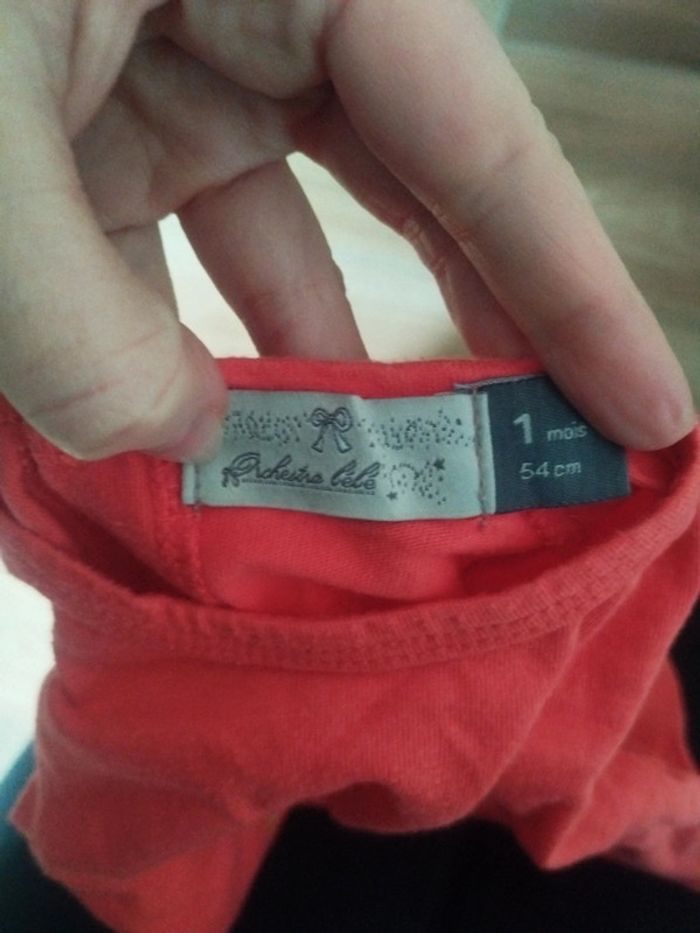 Orchestra bébé
1 mois
54 cm